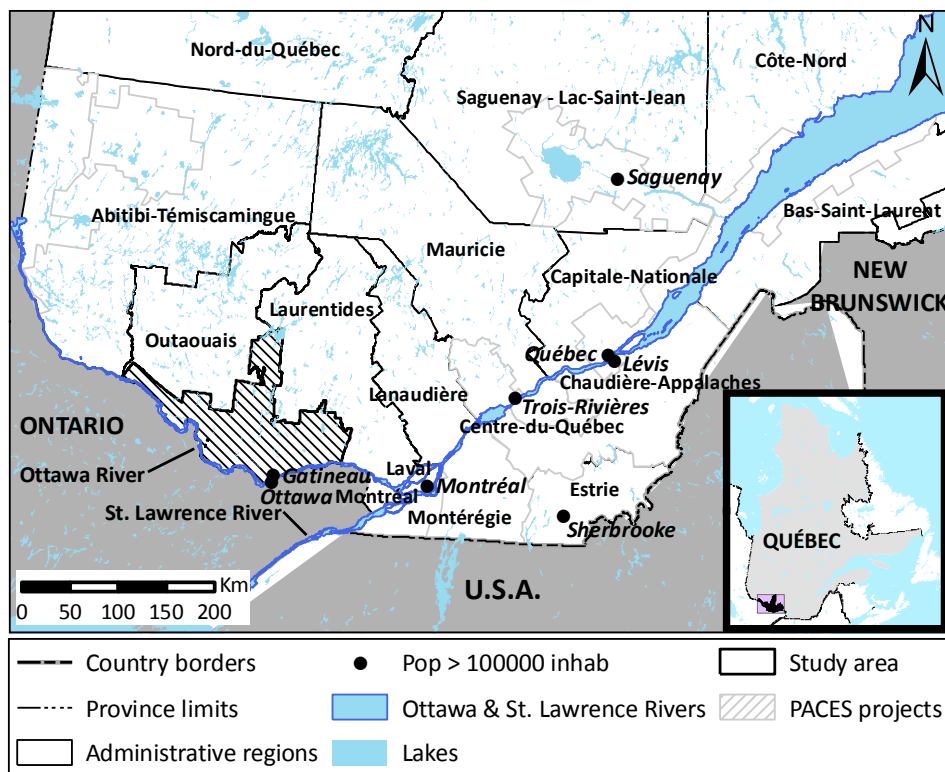 Nord-du-Québec
N
Côte-Nord
Saguenay - Lac-Saint-Jean
Saguenay
Abitibi-Témiscamingue
Bas-Saint-Laurent
Mauricie
Capitale-Nationale
NEW
BRUNSWICK
Laurentides
Outaouais
Québec
Lévis
Chaudière-Appalaches
Lanaudière
Trois-Rivières
Centre-du-Québec
ONTARIO
Ottawa River
Laval
Gatineau
Ottawa
Montréal
Montréal
Estrie
St. Lawrence River
Montérégie
Sherbrooke
QUÉBEC
U.S.A.
Km
0 50 100 150 200
Country borders
Pop > 100000 inhab
Study area
Province limits
Ottawa & St. Lawrence Rivers
PACES projects
Administrative regions
Lakes